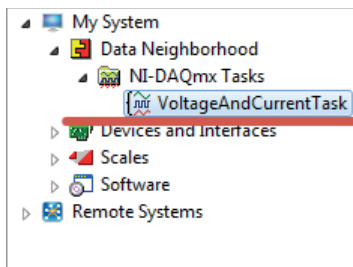 My System
Data Neighborhood
NI-DAQmx Tasks
VoltageAndCurrentTask
Devices and Interfaces
Scales
Software
Remote Systems